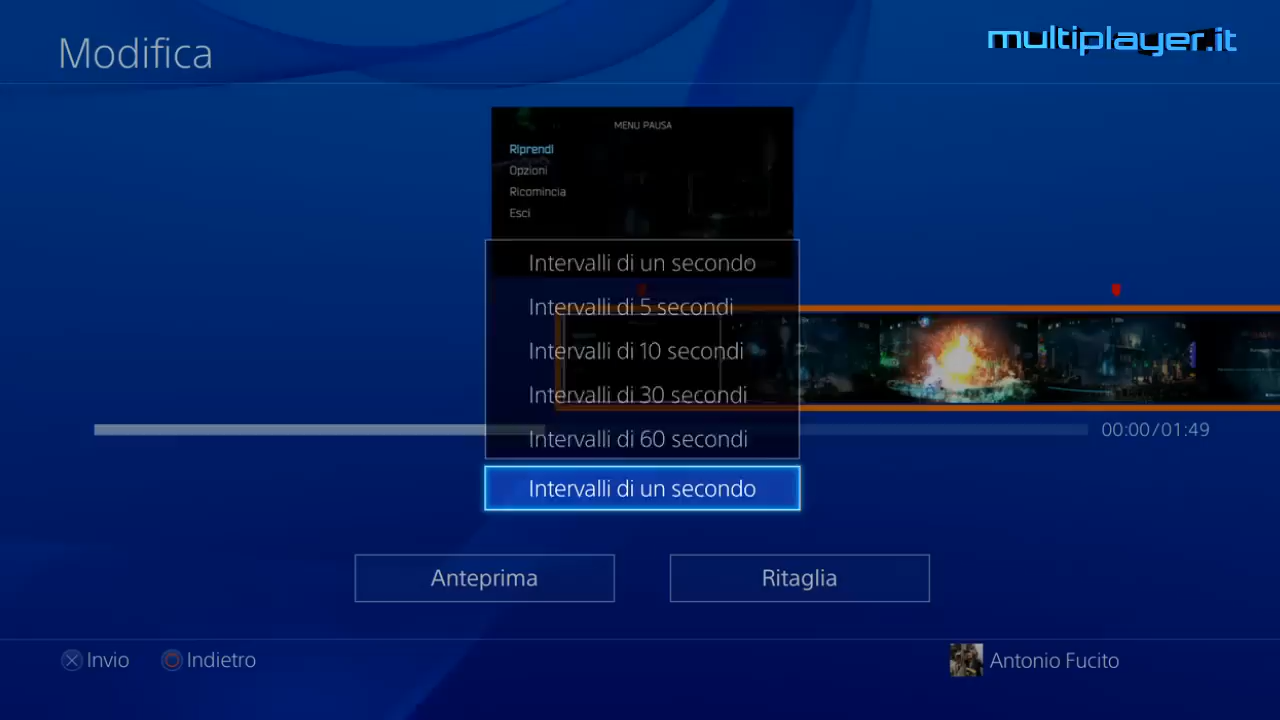 Modifica
multiplayer.it
MENU PAUSA
Riprendi
Opzioni
Ricomincia
Esci
Intervalli di un secondo
Intervalli di 5 secondi
Intervalli di 10 secondi
Intervalli di 30 secondi
Intervalli di 60 secondi
00:00/01:49
Intervalli di un secondo
Anteprima
Ritaglia
Invio
Indietro
Antonio Fucito